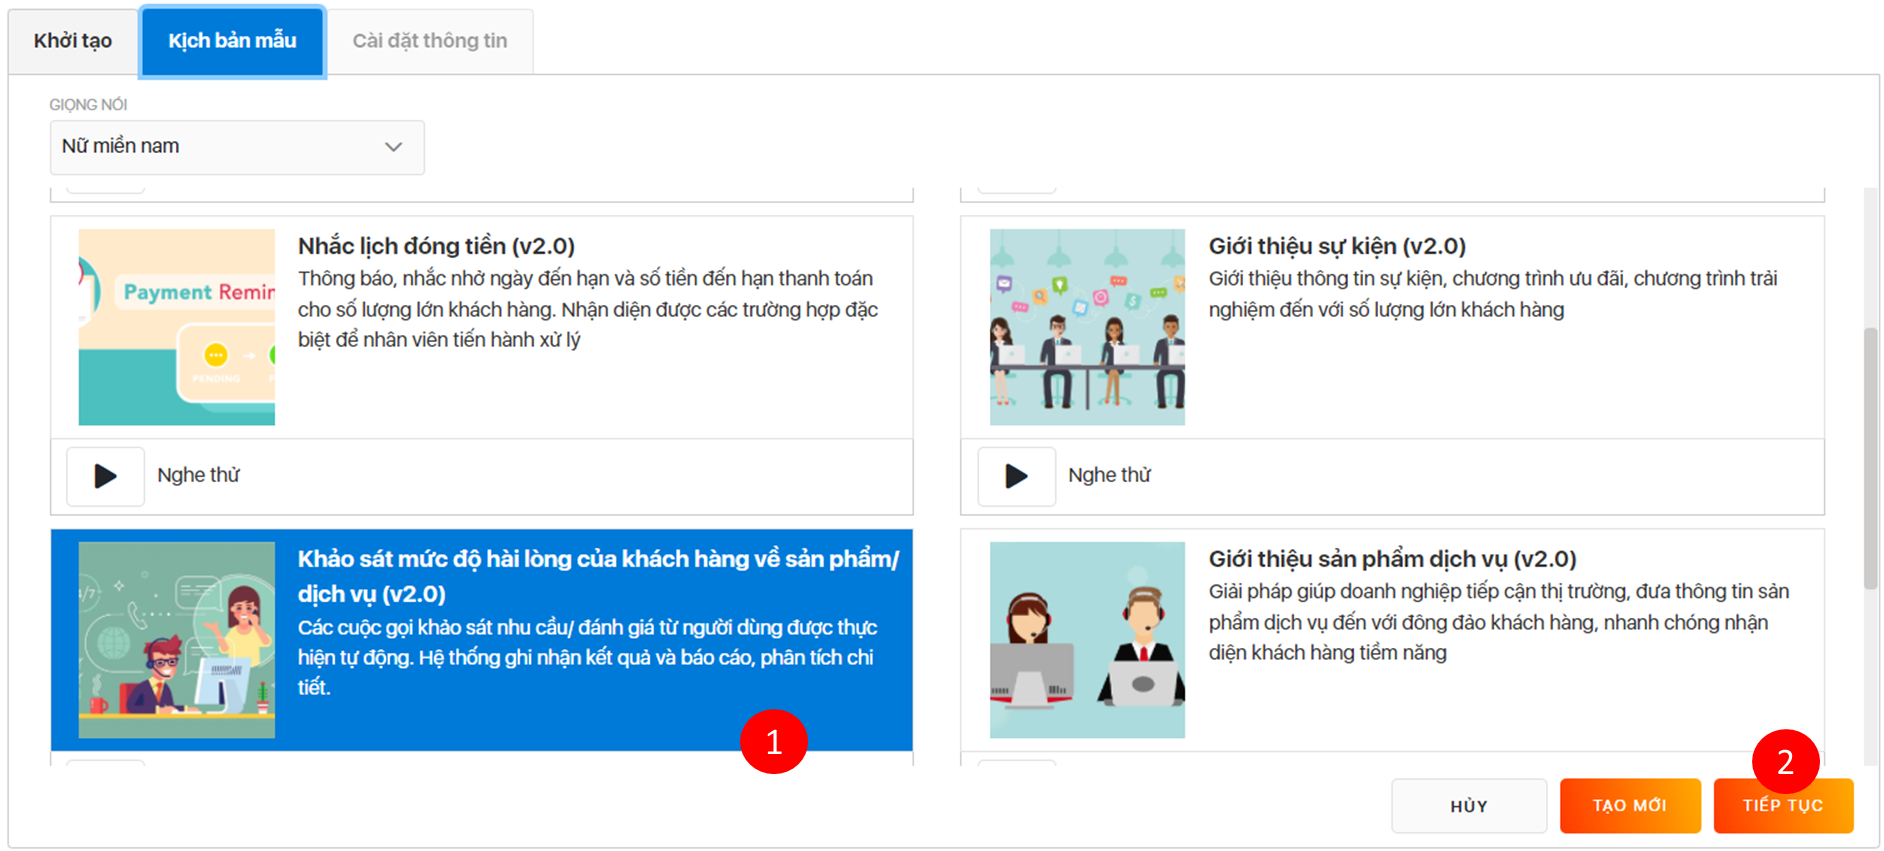 Khởi tạo
Kịch bản mẫu
Cài đặt thông tin
GIỌNG NÓI
Nữ miền nam
Payment Remin
PENDING
Nhắc lịch đóng tiền (v2.0)
Thông báo, nhắc nhở ngày đến hạn và số tiền đến hạn thanh toán
cho số lượng lớn khách hàng. Nhận diện được các trường hợp đặc
biệt để nhân viên tiến hành xử lý
Nghe thử
Giới thiệu sự kiện (v2.0)
Giới thiệu thông tin sự kiện, chương trình ưu đãi, chương trình trải
nghiệm đến với số lượng lớn khách hàng
Nghe thử
Khảo sát mức độ hài lòng của khách hàng về sản phẩm/
dịch vụ (v2.0)
Các cuộc gọi khảo sát nhu cầu/ đánh giá từ người dùng được thực
hiện tự động. Hệ thống ghi nhận kết quả và báo cáo, phân tích chi
tiết.
1
Giới thiệu sản phẩm dịch vụ (v2.0)
Giải pháp giúp doanh nghiệp tiếp cận thị trường, đưa thông tin sản
phẩm dịch vụ đến với đông đảo khách hàng, nhanh chóng nhận
diện khách hàng tiềm năng
2
HỦY
TẠO MỚI
TIẾP TỤC